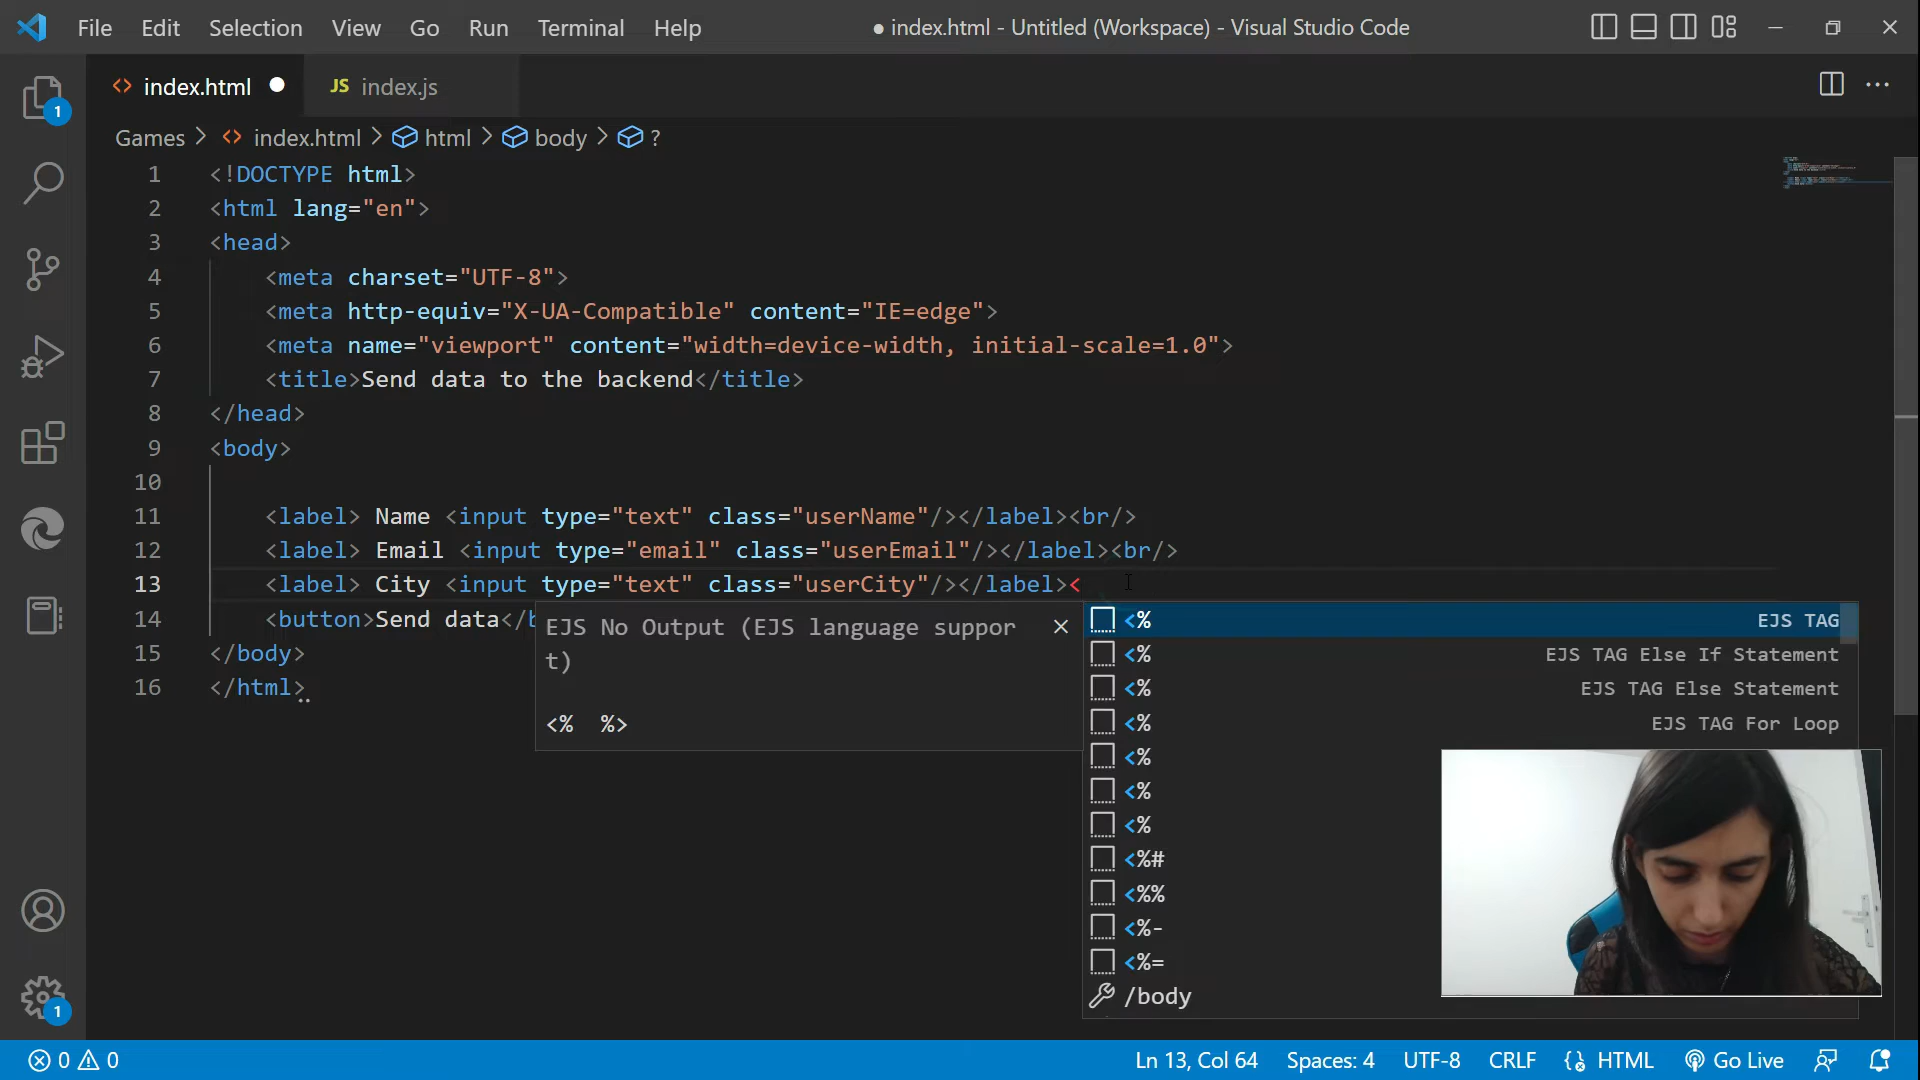 File Edit Selection View Go Run Terminal Help
● index.html - Untitled (Workspace) - Visual Studio Code
index.html
JS index.js
1
Games > index.html > html > body > ?
1 <!DOCTYPE html>
2 <html lang="en">
3 <head>
4 <meta charset="UTF-8">
5 <meta http-equiv="X-UA-Compatible" content="IE=edge">
6 <meta name="viewport" content="width=device-width, initial-scale=1.0">
7 <title>Send data to the backend</title>
8 </head>
9 <body>
10
11 <label> Name <input type="text" class="userName"/></label><br/>
12 <label> Email <input type="email" class="userEmail"/></label><br/>
13 <label> City <input type="text" class="userCity"/></label><
14 <button>Send data</b
15 </body>
16 </html>
EJS No Output (EJS language suppor
t)
<% %>
<% EJS TAG
<% EJS TAG Else If Statement
<% EJS TAG Else Statement
<% EJS TAG For Loop
<%
<%
<%
<%#
<%%
<%-
<%=
/body
1
0 0
Ln 13, Col 64 Spaces: 4 UTF-8 CRLF HTML Go Live